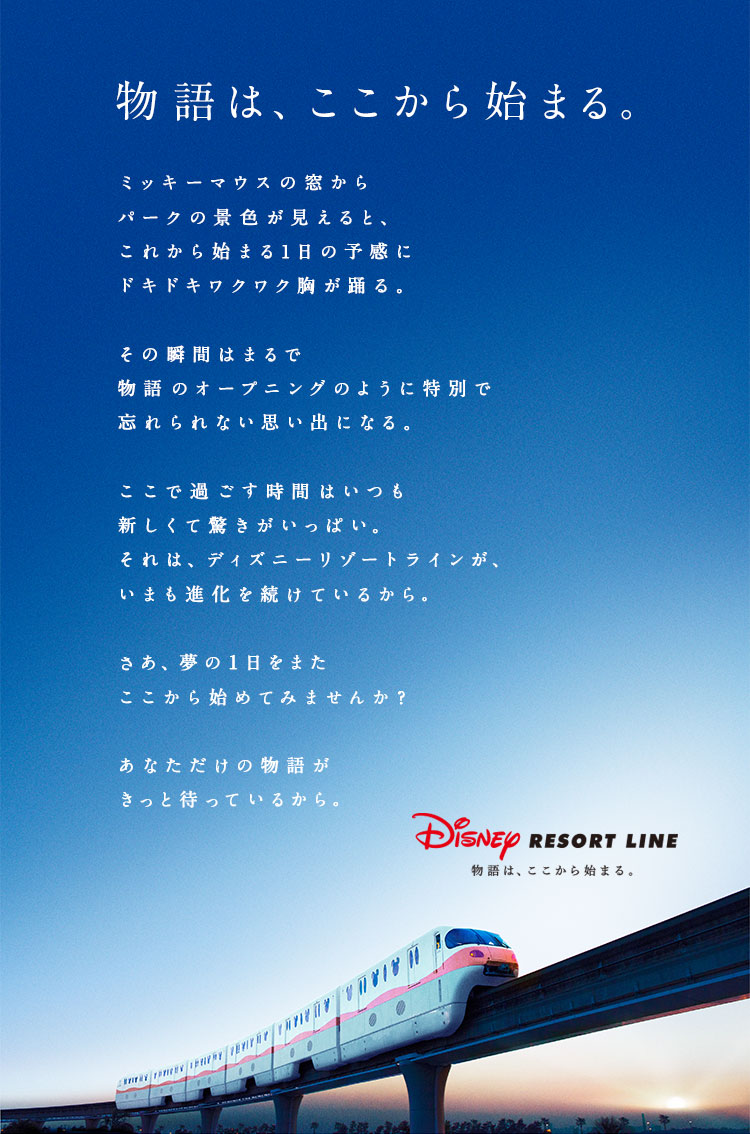 物語は、ここから始まる。
ミッキーマウスの窓から
パークの景色が見えると、
これから始まる1日の予感に
ドキドキワクワク胸が踊る。
その瞬間はまるで
物語のオープニングのように特別で
忘れられない思い出になる。
ここで過ごす時間はいつも
新しくて驚きがいっぱい。
それは、ディズニーリゾートラインが、
いまも進化を続けているから。
さあ、夢の1日をまた
ここから始めてみませんか？
あなただけの物語が
きっと待っているから。
Disney RESORT LINE
物語は、ここから始まる。